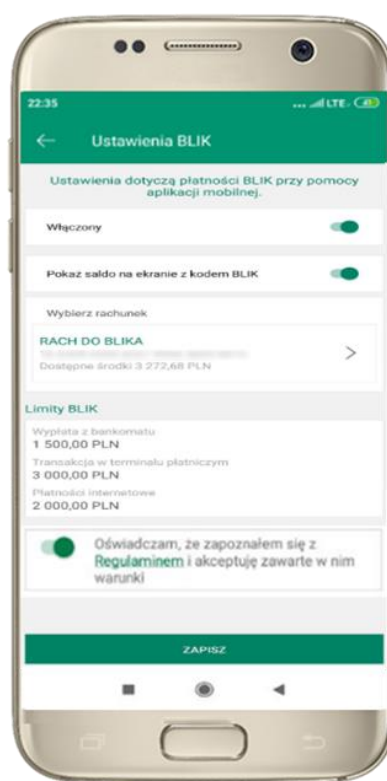 22:35
... LTE
Ustawienia BLIK
Ustawienia dotyczą płatności BLIK przy pomocy
aplikacji mobilnej.
Włączony
Pokaż saldo na ekranie z kodem BLIK
Wybierz rachunek
RACH DO BLIKA
Dostępne środki 3 272,68 PLN
Limity BLIK
Wypłata z bankomatu
1 500,00 PLN
Transakcja w terminalu płatniczym
3 000,00 PLN
Płatności internetowe
2 000,00 PLN
Oświadczam, że zapoznałem się z
Regulaminem i akceptuję zawarte w nim
warunki
ZAPISZ